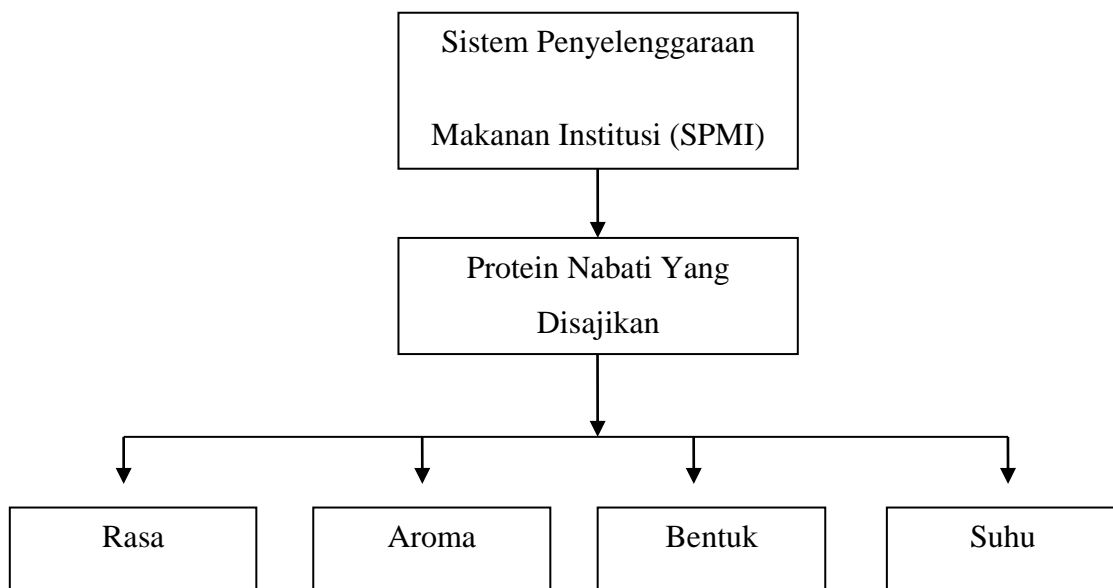 Sistem Penyelenggaraan
Makanan Institusi (SPMI)
Protein Nabati Yang
Disajikan
Rasa
Aroma
Bentuk
Suhu